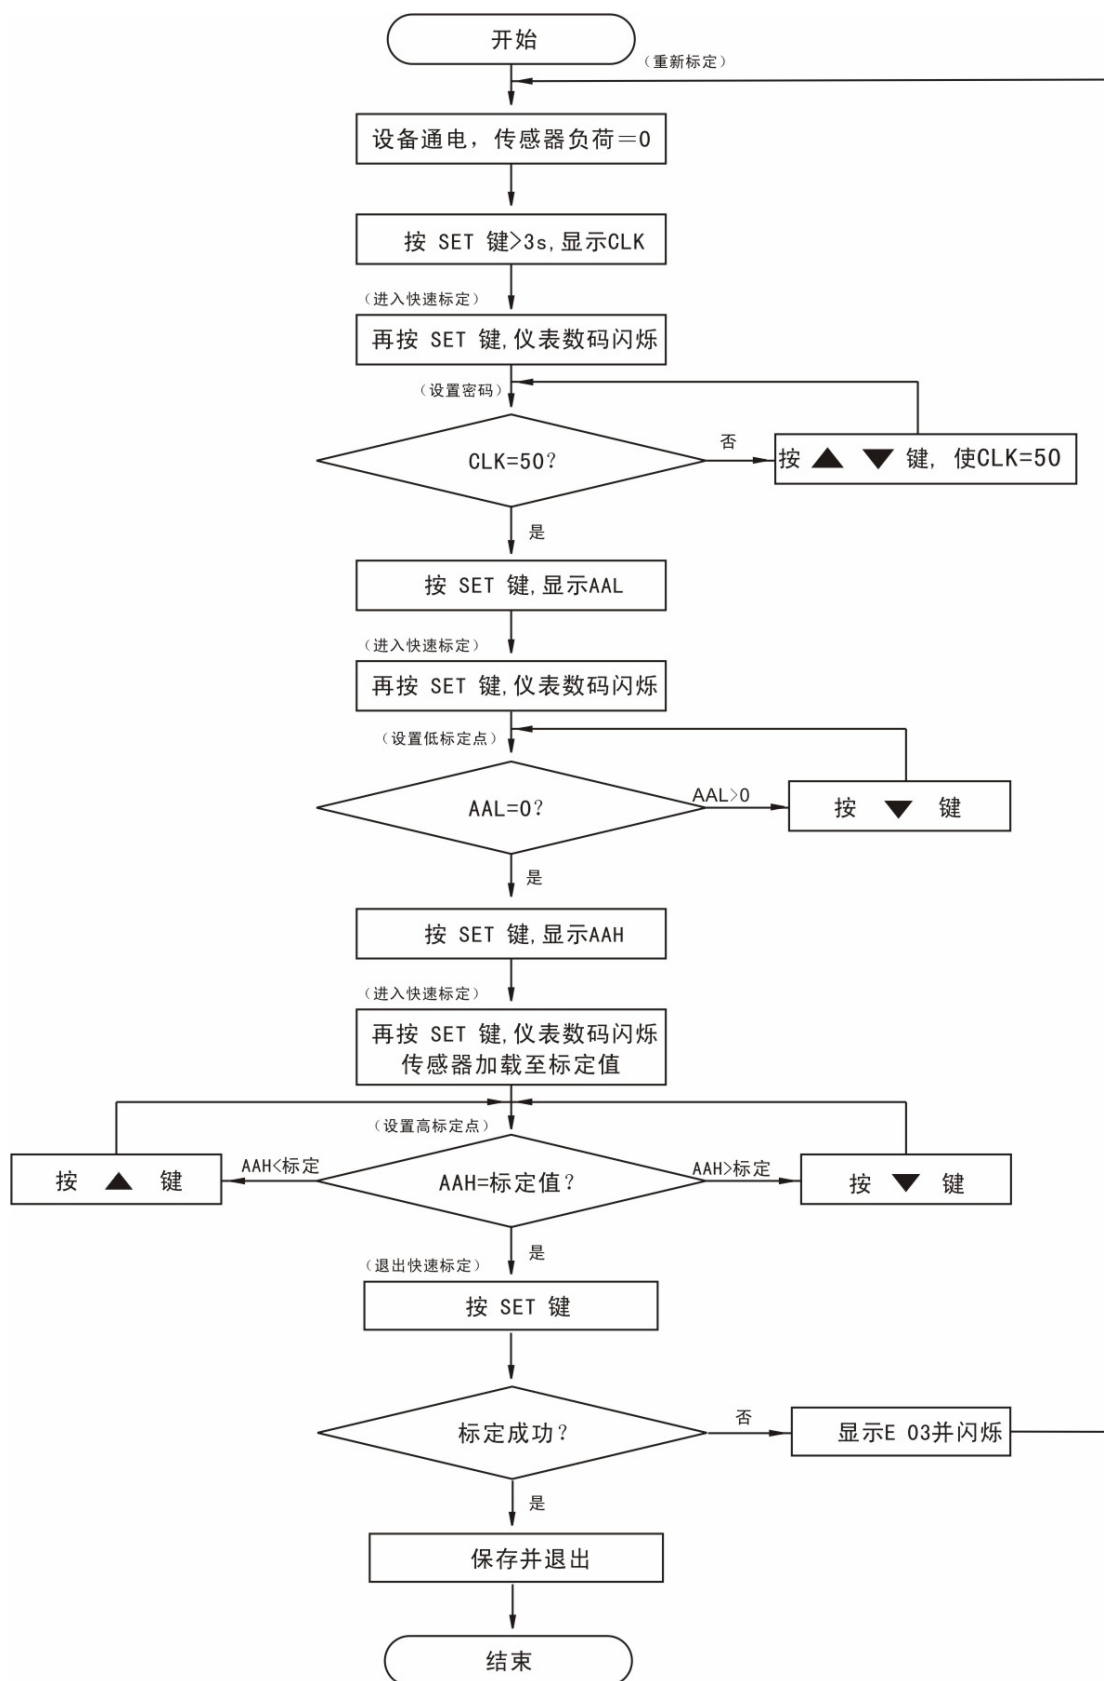 开始
（重新标定）
设备通电，传感器负荷＝0
按 SET 键>3s,显示CLK
（进入快速标定）
再按 SET 键,仪表数码闪烁
（设置密码）
CLK=50?
否
按 ▲ ▼ 键，使CLK=50
是
按 SET 键,显示AAL
（进入快速标定）
再按 SET 键,仪表数码闪烁
（设置低标定点）
AAL=0?
AAL>0
按 ▼ 键
是
按 SET 键,显示AAH
（进入快速标定）
再按 SET 键,仪表数码闪烁
传感器加载至标定值
（设置高标定点）
按 ▲ 键
AAH<标定
AAH=标定值?
AAH>标定
按 ▼ 键
是
（退出快速标定）
按 SET 键
标定成功?
否
显示E 03并闪烁
是
保存并退出
结束